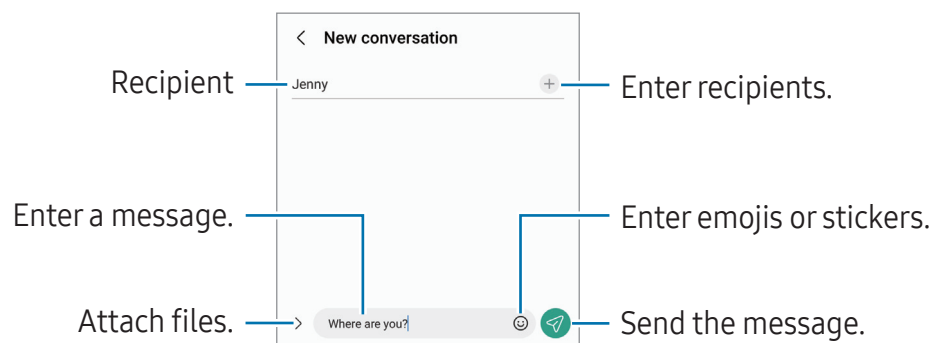 New conversation
Recipient
Jenny
Enter recipients.
Enter a message.
Enter emojis or stickers.
Attach files.
Where are you?
Send the message.